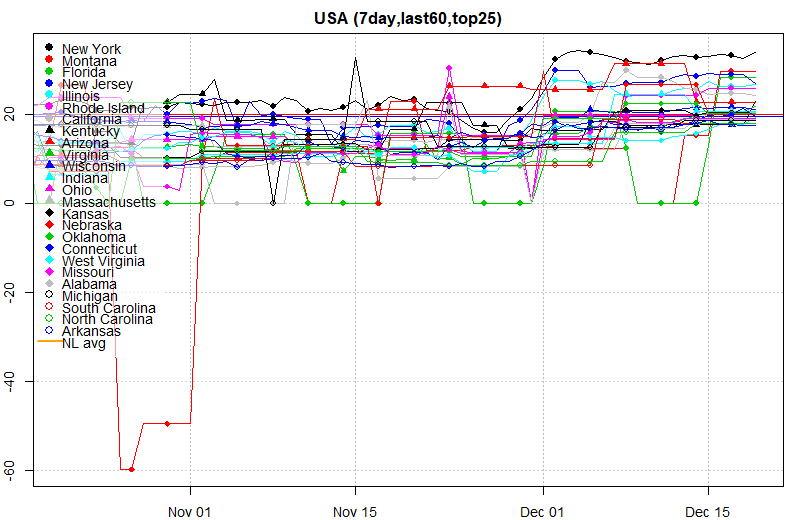 USA (7day,last60,top25)
New York
Montana
Florida
New Jersey
Illinois
Rhode Island
California
Kentucky
Arizona
Virginia
Wisconsin
Indiana
Ohio
Massachusetts
Kansas
Nebraska
Oklahoma
Connecticut
West Virginia
Missouri
Alabama
Michigan
South Carolina
North Carolina
Arkansas
NL avg
20
0
-20
-40
-60
Nov 01
Nov 15
Dec 01
Dec 15